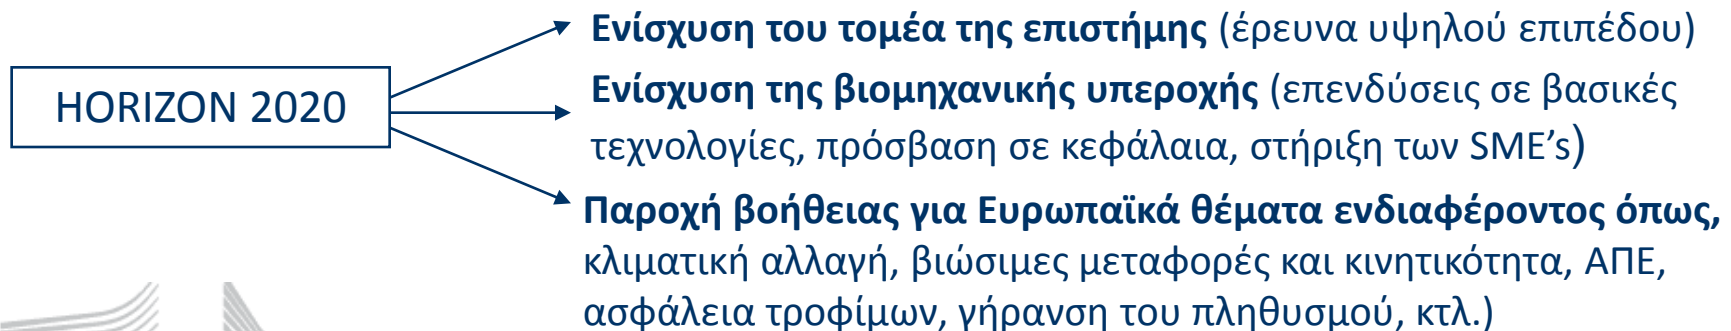 Ενίσχυση του τομέα της επιστήμης (έρευνα υψηλού επιπέδου)
HORIZON 2020
Ενίσχυση της βιομηχανικής υπεροχής (επενδύσεις σε βασικές
τεχνολογίες, πρόσβαση σε κεφάλαια, στήριξη των SME’s)
Παροχή βοήθειας για Ευρωπαϊκά θέματα ενδιαφέροντος όπως,
κλιματική αλλαγή, βιώσιμες μεταφορές και κινητικότητα, ΑΠΕ,
ασφάλεια τροφίμων, γήρανση του πληθυσμού, κτλ.)